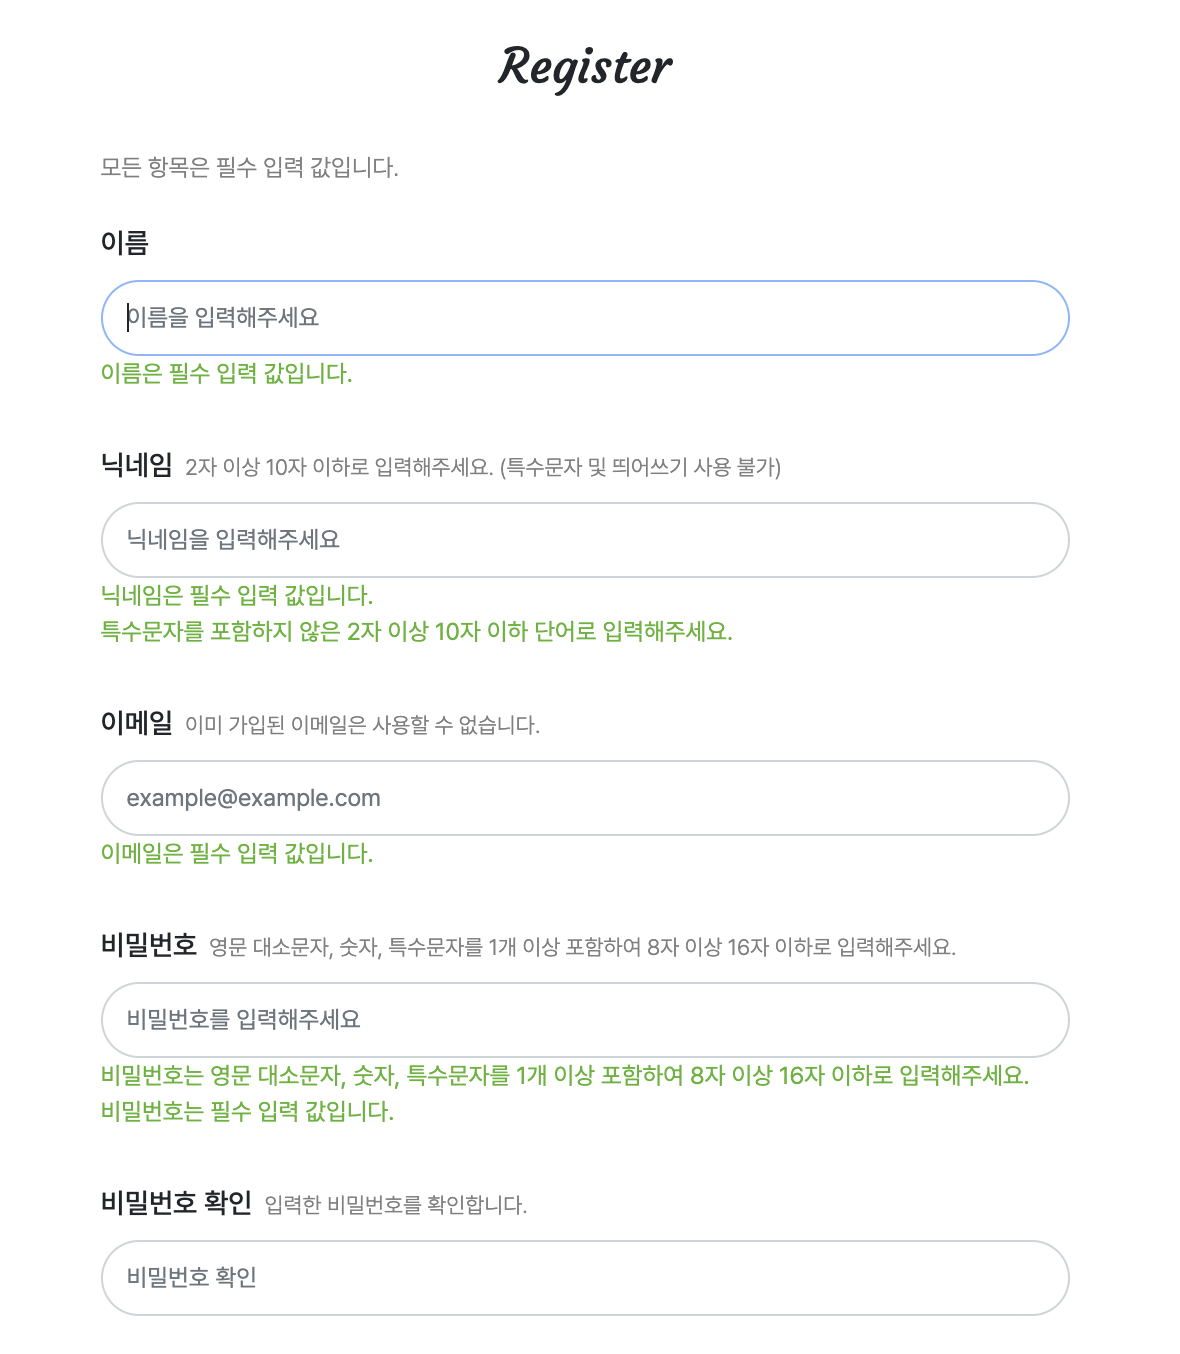 Register
모든 항목은 필수 입력 값입니다.
이름
이름을 입력해주세요
이름은 필수 입력 값입니다.
닉네임 2자 이상 10자 이하로 입력해주세요. (특수문자 및 띄어쓰기 사용 불가)
닉네임을 입력해주세요
닉네임은 필수 입력 값입니다.
특수문자를 포함하지 않은 2자 이상 10자 이하 단어로 입력해주세요.
이메일 이미 가입된 이메일은 사용할 수 없습니다.
example@example.com
이메일은 필수 입력 값입니다.
비밀번호 영문 대소문자, 숫자, 특수문자를 1개 이상 포함하여 8자 이상 16자 이하로 입력해주세요.
비밀번호를 입력해주세요
비밀번호는 영문 대소문자, 숫자, 특수문자를 1개 이상 포함하여 8자 이상 16자 이하로 입력해주세요.
비밀번호는 필수 입력 값입니다.
비밀번호 확인 입력한 비밀번호를 확인합니다.
비밀번호 확인